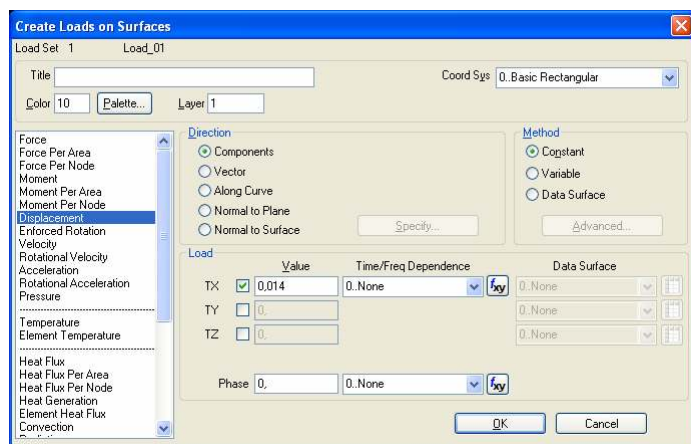 Create Loads on Surfaces
Load Set 1 Load_01
Title Coord Sys 0..Basic Rectangular
Color 10 Palette... Layer 1
Force
Force Per Area
Force Per Node
Moment
Moment Per Area
Moment Per Node
Displacement
Enforced Rotation
Velocity
Rotational Velocity
Acceleration
Rotational Acceleration
Pressure
Temperature
Element Temperature
Heat Flux
Heat Flux Per Area
Heat Flux Per Node
Heat Generation
Element Heat Flux
Convection
Direction
Components
Vector
Along Curve
Normal to Plane
Normal to Surface
Specify...
Method
Constant
Variable
Data Surface
Advanced...
Load
Value Time/Freq Dependence Data Surface
TX 0,014 0..None fxy 0..None
TY 0, 0..None
TZ 0, 0..None
Phase 0, 0..None fxy
OK Cancel